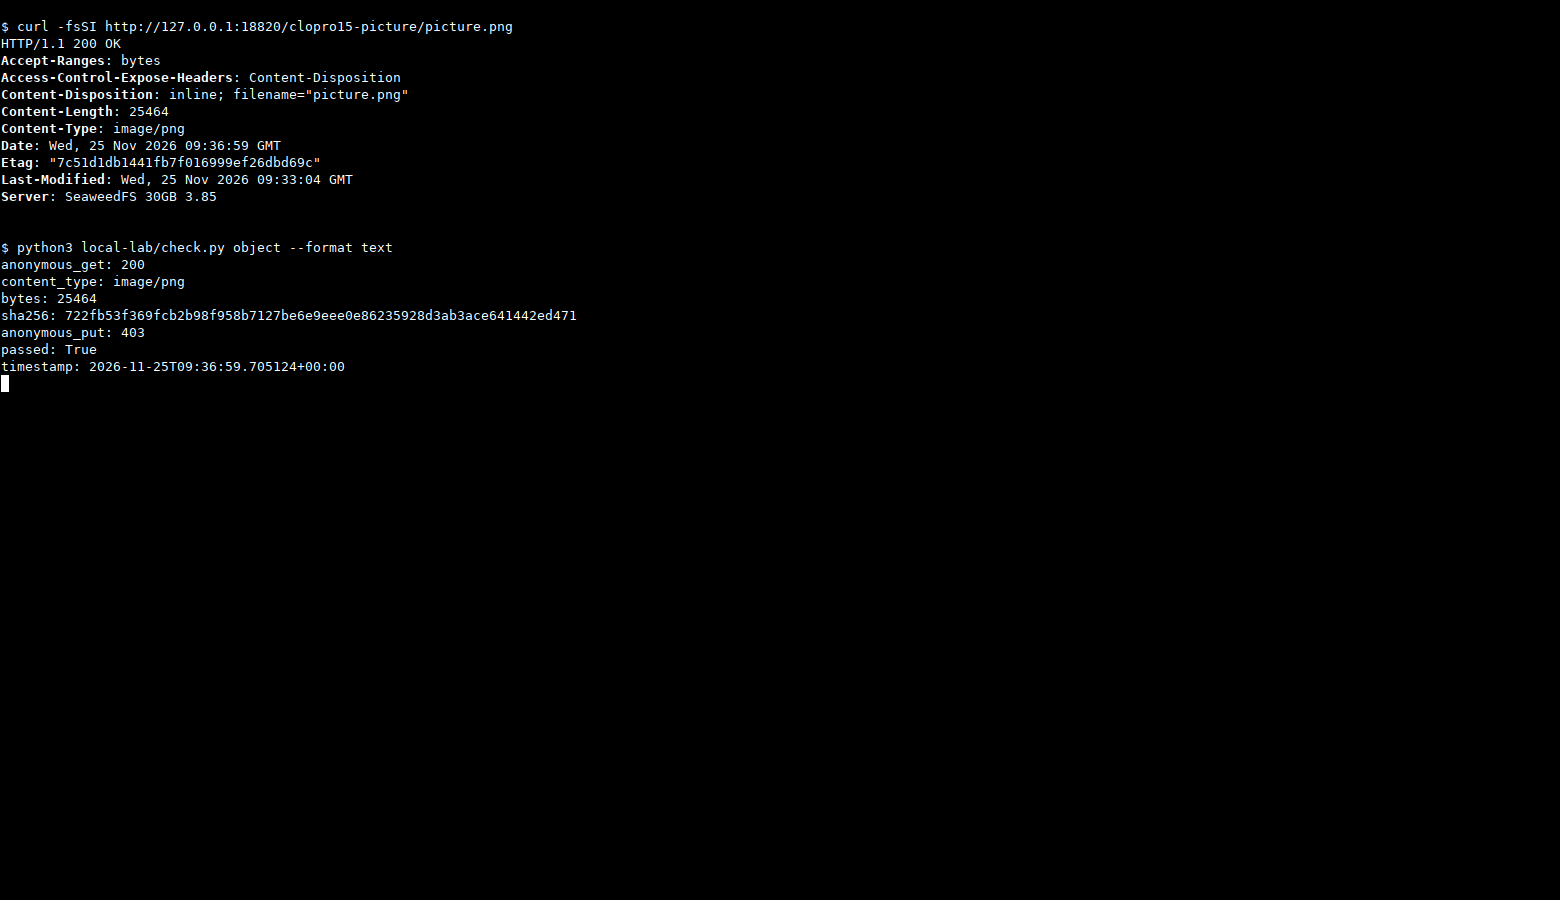 $ curl -fsSI http://127.0.0.1:18820/clopro15-picture/picture.png
HTTP/1.1 200 OK
Accept-Ranges: bytes
Access-Control-Expose-Headers: Content-Disposition
Content-Disposition: inline; filename="picture.png"
Content-Length: 25464
Content-Type: image/png
Date: Wed, 25 Nov 2026 09:36:59 GMT
Etag: "7c51d1db1441fb7f016999ef26dbd69c"
Last-Modified: Wed, 25 Nov 2026 09:33:04 GMT
Server: SeaweedFS 30GB 3.85
$ python3 local-lab/check.py object --format text
anonymous_get: 200
content_type: image/png
bytes: 25464
sha256: 722fb53f369fcb2b98f958b7127be6e9eee0e86235928d3ab3ace641442ed471
anonymous_put: 403
passed: True
timestamp: 2026-11-25T09:36:59.705124+00:00